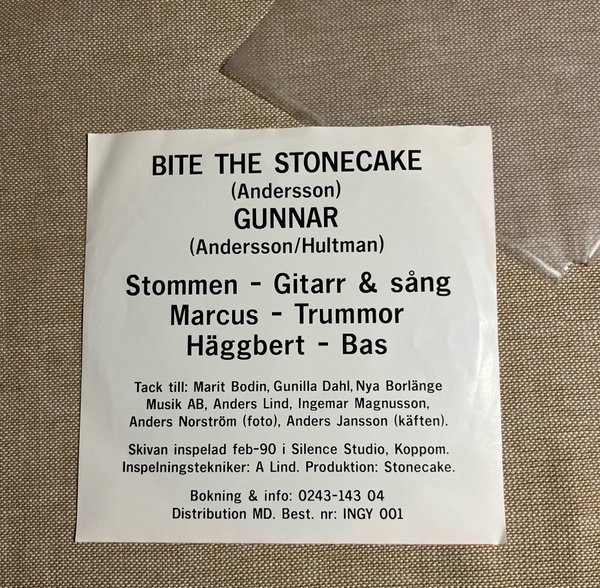 BITE THE STONECAKE
(Andersson)
GUNNAR
(Andersson/Hultman)
Stommen - Gitarr & sång
Marcus - Trummor
Häggbert - Bas
Tack till: Marit Bodin, Gunilla Dahl, Nya Borlänge
Musik AB, Anders Lind, Ingemar Magnusson,
Anders Norström (foto), Anders Jansson (käften).
Skivan inspelad feb-90 i Silence Studio, Koppom.
Inspelningstekniker: A Lind. Produktion: Stonecake.
Bokning & info: 0243-143 04
Distribution MD. Best. nr: INGY 001